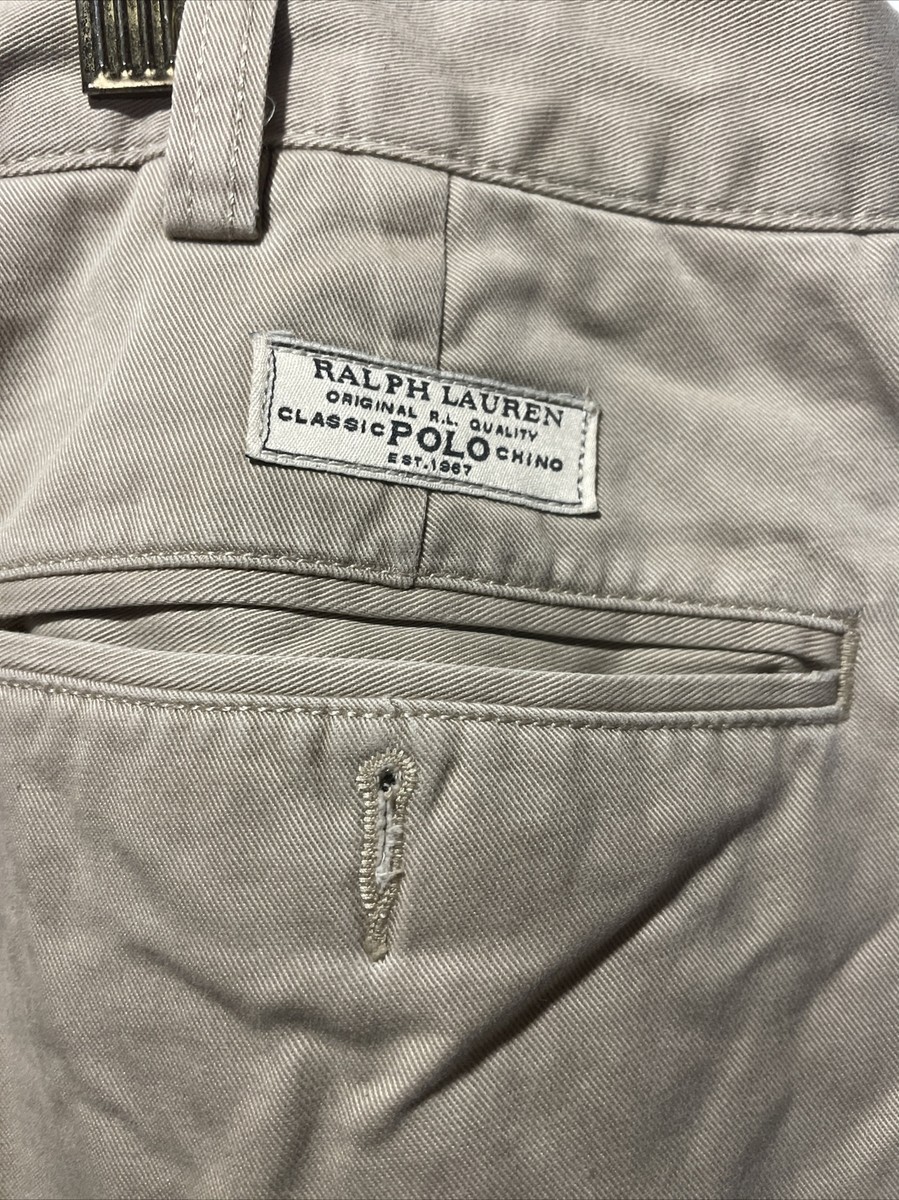 RALPH LAUREN
ORIGINAL R.L. QUALITY
CLASSIC POLO CHINO
EST. 1967